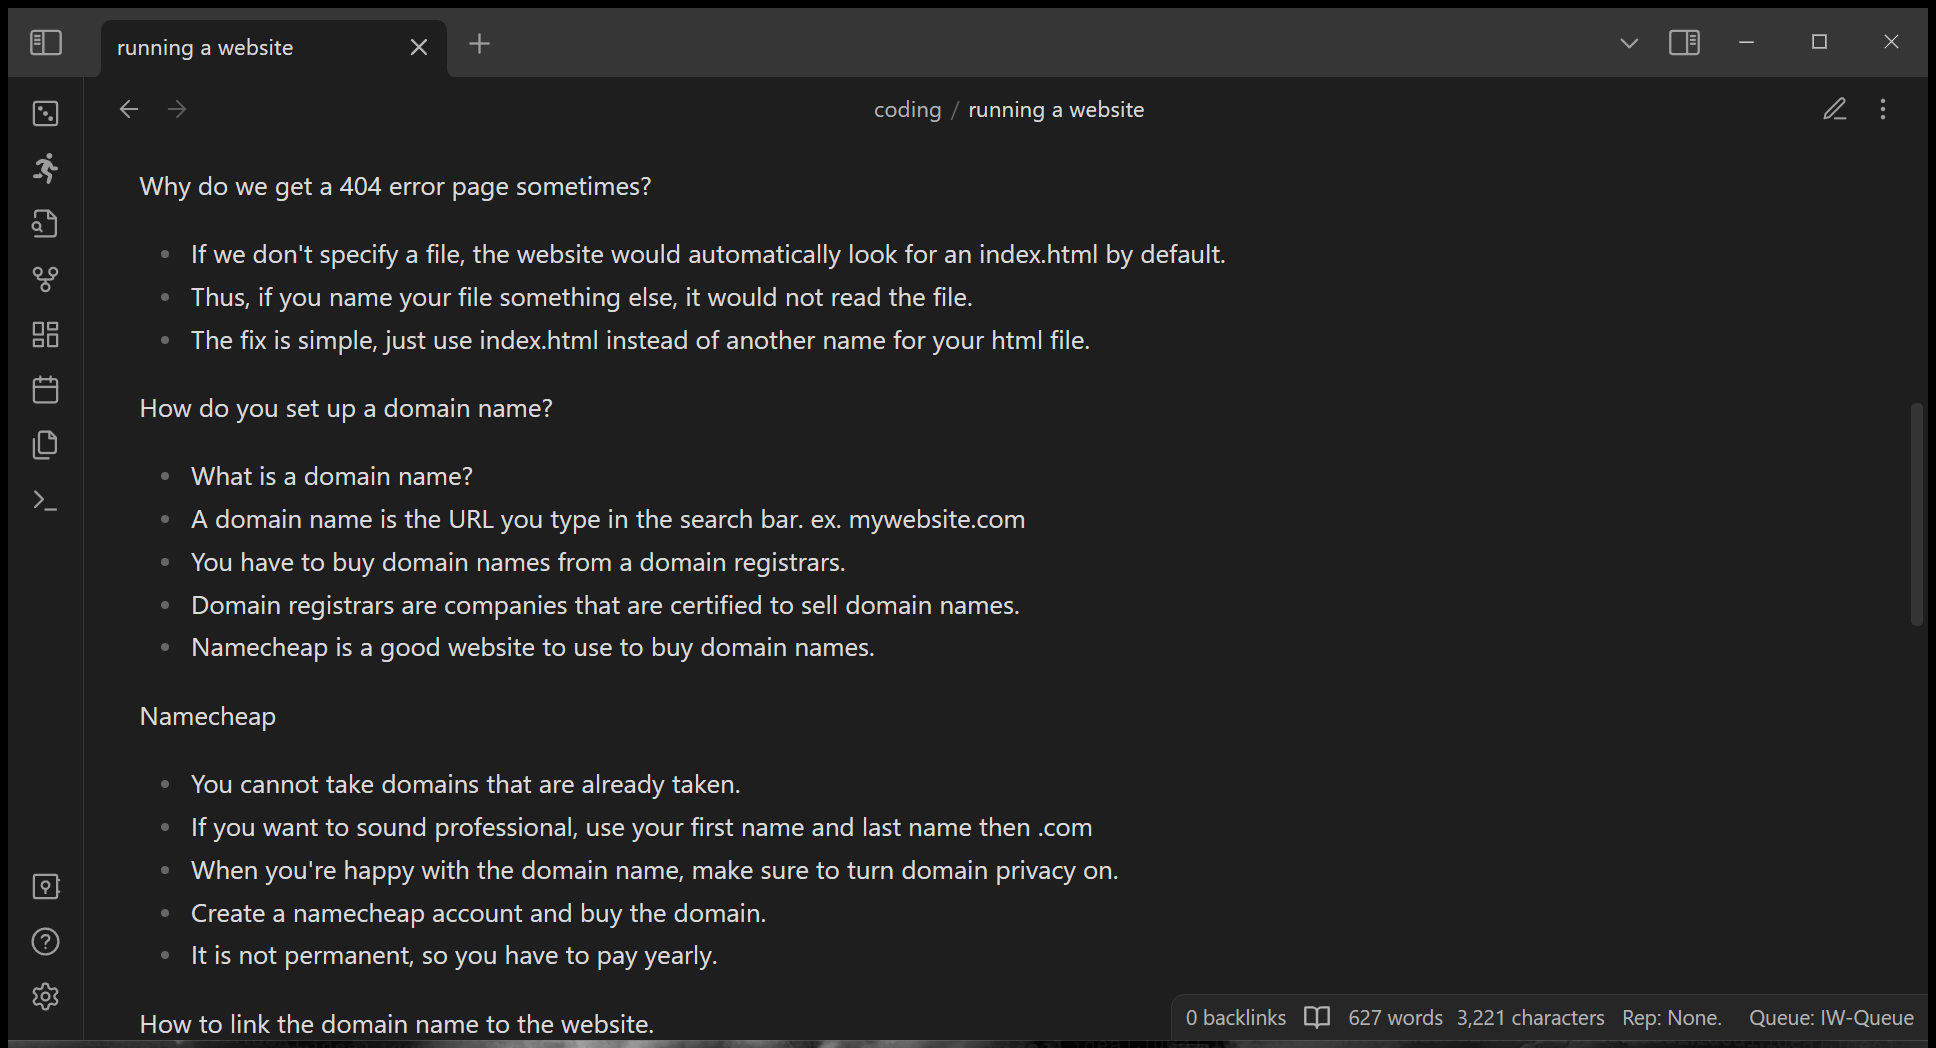 running a website
coding / running a website
Why do we get a 404 error page sometimes?
If we don't specify a file, the website would automatically look for an index.html by default.
Thus, if you name your file something else, it would not read the file.
The fix is simple, just use index.html instead of another name for your html file.
How do you set up a domain name?
What is a domain name?
A domain name is the URL you type in the search bar. ex. mywebsite.com
You have to buy domain names from a domain registrars.
Domain registrars are companies that are certified to sell domain names.
Namecheap is a good website to use to buy domain names.
Namecheap
You cannot take domains that are already taken.
If you want to sound professional, use your first name and last name then .com
When you're happy with the domain name, make sure to turn domain privacy on.
Create a namecheap account and buy the domain.
It is not permanent, so you have to pay yearly.
How to link the domain name to the website.
0 backlinks 627 words 3,221 characters Rep: None. Queue: IW-Queue